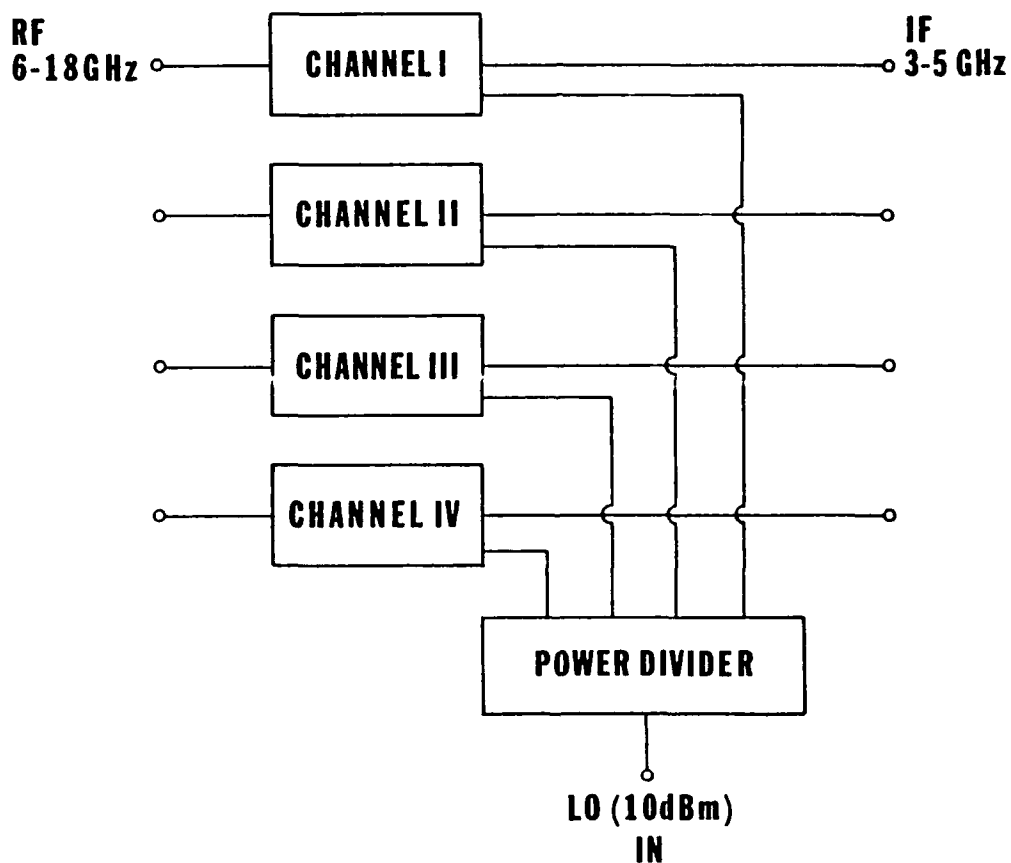 RF
6-18GHz
CHANNEL I
IF
3-5 GHz
CHANNEL II
CHANNEL III
CHANNEL IV
POWER DIVIDER
LO (10dBm)
IN